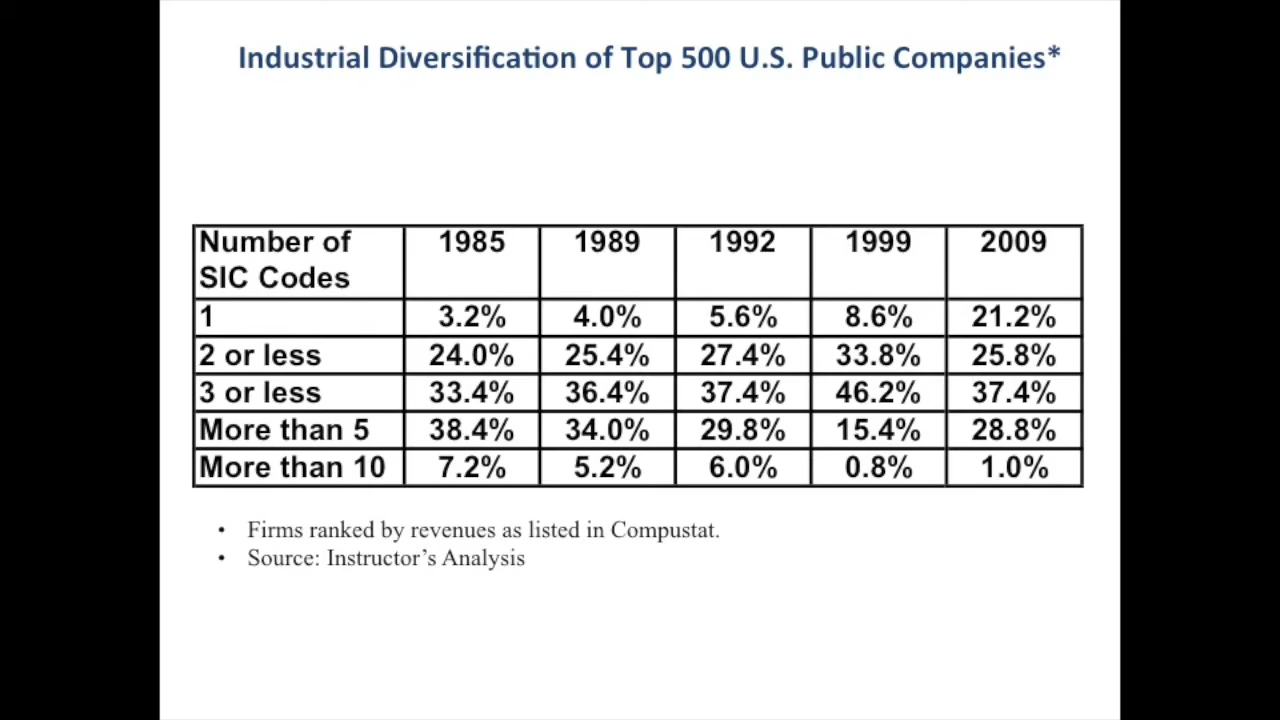 Industrial Diversification of Top 500 U.S. Public Companies*
Number of SIC Codes 1985 1989 1992 1999 2009
1 3.2% 4.0% 5.6% 8.6% 21.2%
2 or less 24.0% 25.4% 27.4% 33.8% 25.8%
3 or less 33.4% 36.4% 37.4% 46.2% 37.4%
More than 5 38.4% 34.0% 29.8% 15.4% 28.8%
More than 10 7.2% 5.2% 6.0% 0.8% 1.0%
• Firms ranked by revenues as listed in Compustat.
• Source: Instructor’s Analysis